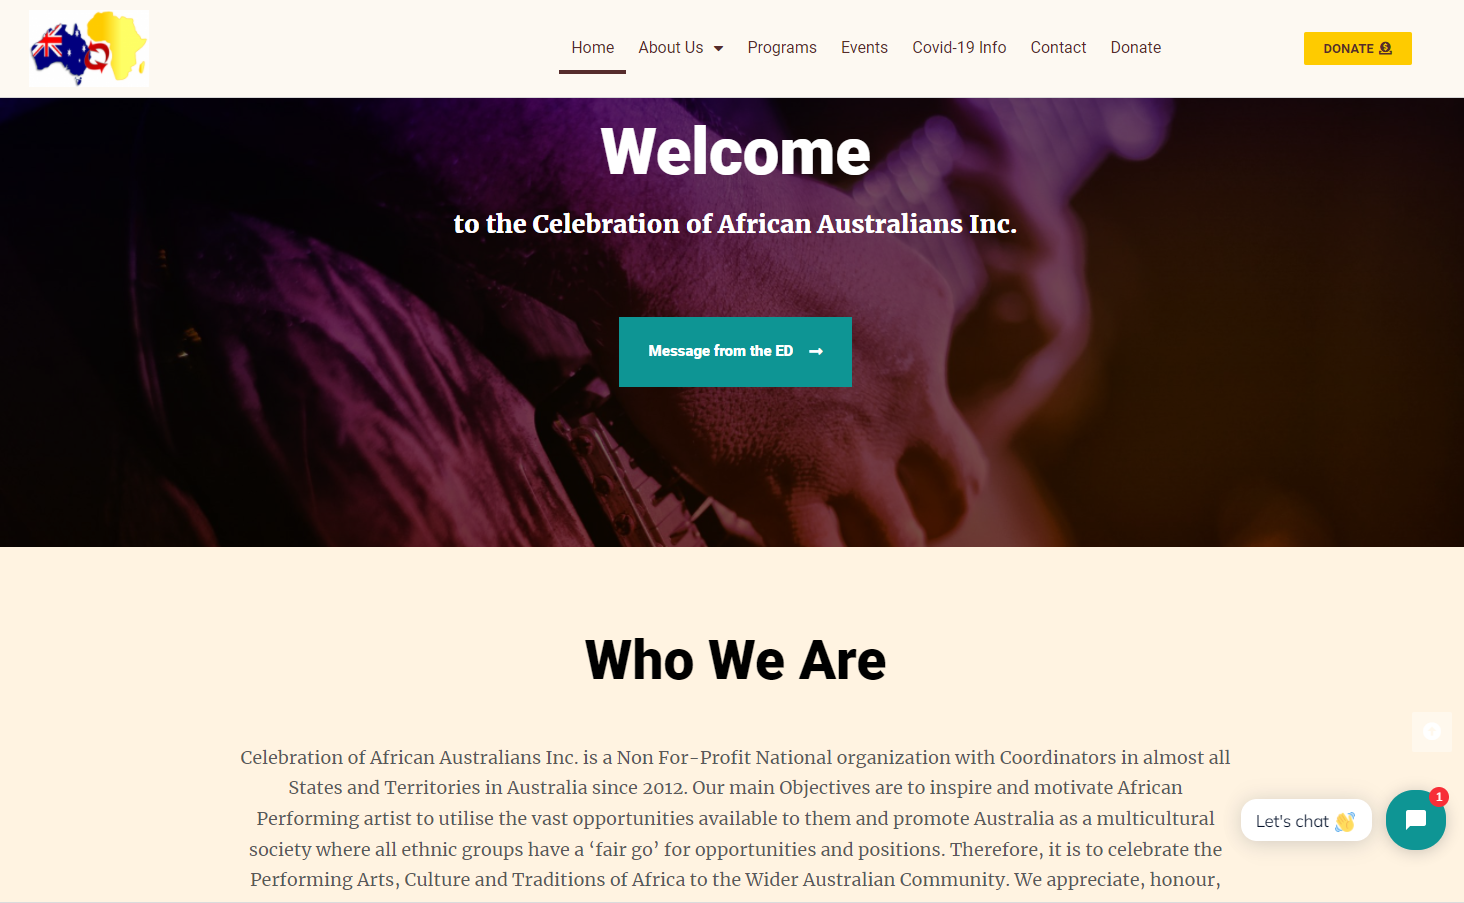 Home About Us Programs Events Covid-19 Info Contact Donate DONATE
Welcome
to the Celebration of African Australians Inc.
Message from the ED
Who We Are
Celebration of African Australians Inc. is a Non For-Profit National organization with Coordinators in almost all
States and Territories in Australia since 2012. Our main Objectives are to inspire and motivate African
Performing artist to utilise the vast opportunities available to them and promote Australia as a multicultural
society where all ethnic groups have a ‘fair go’ for opportunities and positions. Therefore, it is to celebrate the
Performing Arts, Culture and Traditions of Africa to the Wider Australian Community. We appreciate, honour,
Let's chat 👋
1